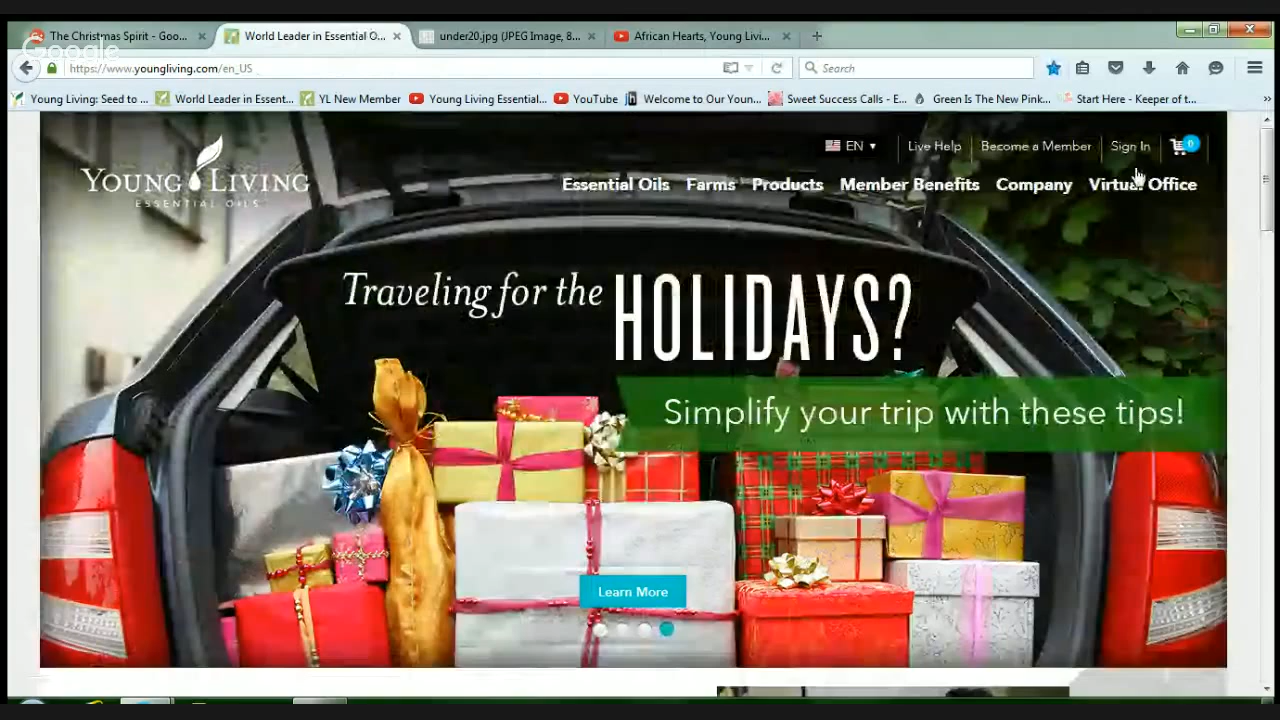 The Christmas Spirit - Goo...
World Leader in Essential O...
under20.jpg (JPEG Image, 8...
African Hearts, Young Livi...
Google
https://www.youngliving.com/en_US
Search
Young Living: Seed to ...
World Leader in Essent...
YL New Member
Young Living Essential...
YouTube
Welcome to Our Youn...
Sweet Success Calls - E...
Green Is The New Pink...
Start Here - Keeper of t...
EN
Live Help
Become a Member
Sign In
0
YOUNG LIVING
ESSENTIAL OILS
Essential Oils
Farms
Products
Member Benefits
Company
Virtual Office
Traveling for the HOLIDAYS?
Simplify your trip with these tips!
Learn More